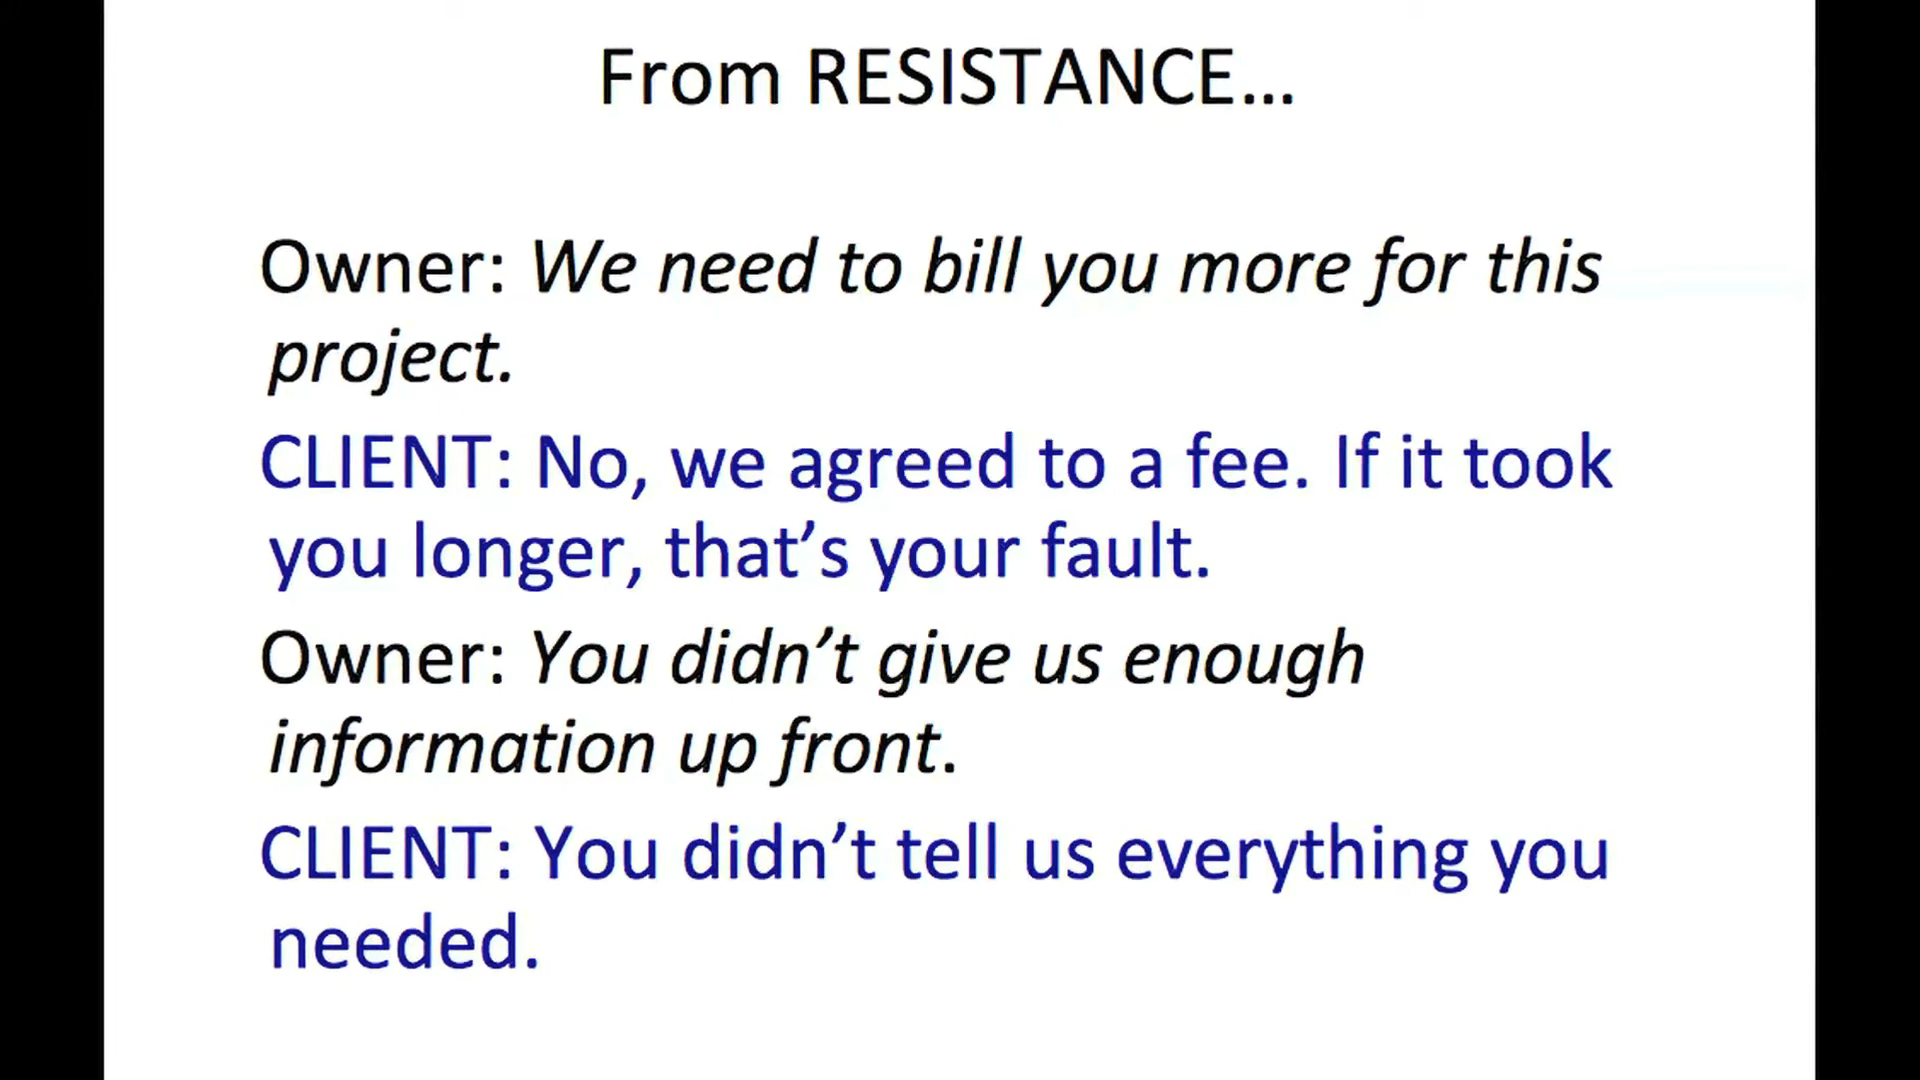 From RESISTANCE...
Owner: We need to bill you more for this
project.
CLIENT: No, we agreed to a fee. If it took
you longer, that’s your fault.
Owner: You didn’t give us enough
information up front.
CLIENT: You didn’t tell us everything you
needed.